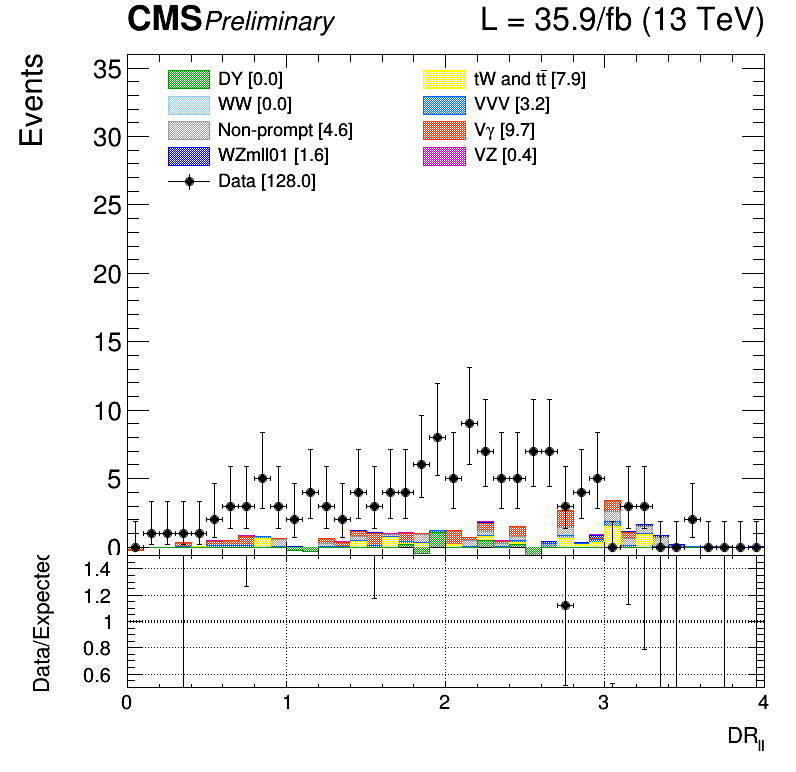 CMS Preliminary L = 35.9/fb (13 TeV)
Events
35
30
25
20
15
10
5
0
DY [0.0]
WW [0.0]
Non-prompt [4.6]
WZmll01 [1.6]
Data [128.0]
tW and tt̄ [7.9]
VVV [3.2]
Vγ [9.7]
VZ [0.4]
Data/Expected
1.4
1.2
1
0.8
0.6
0 1 2 3 4
DR_ll